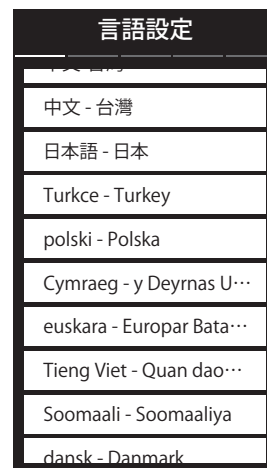 言語設定
中文 - 台灣
日本語 - 日本
Turkce - Turkey
polski - Polska
Cymraeg - y Deyrnas U…
euskara - Europar Bata…
Tieng Viet - Quan dao…
Soomaali - Soomaaliya
dansk - Danmark